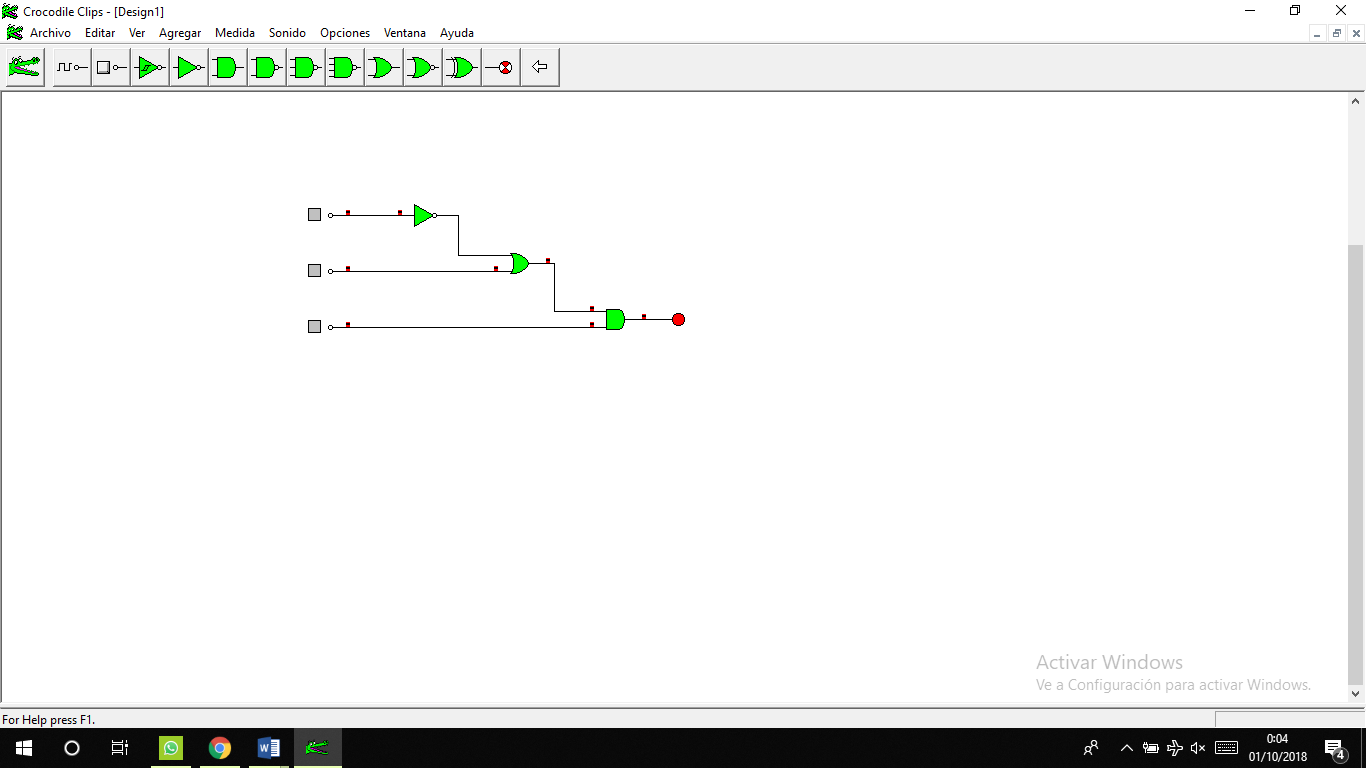 Crocodile Clips - [Design1]
Archivo Editar Ver Agregar Medida Sonido Opciones Ventana Ayuda
Activar Windows
Ve a Configuración para activar Windows.
For Help press F1.
0:04
01/10/2018
4